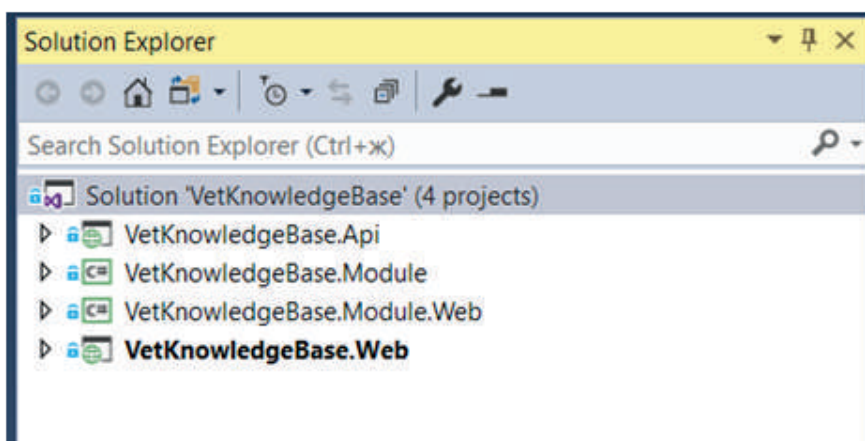 Solution Explorer
Search Solution Explorer (Ctrl+ж)
Solution 'VetKnowledgeBase' (4 projects)
VetKnowledgeBase.Api
C# VetKnowledgeBase.Module
C# VetKnowledgeBase.Module.Web
VetKnowledgeBase.Web